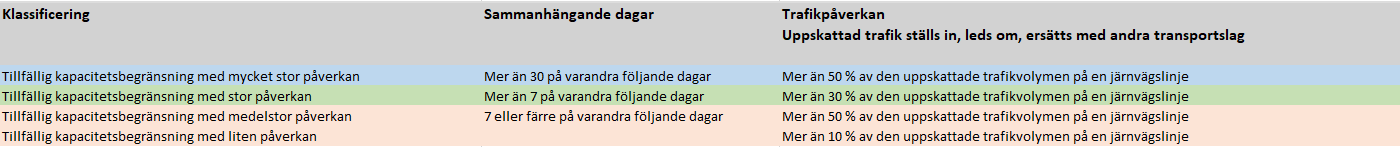 Klassificering Sammanhängande dagar Trafikpåverkan
Uppskattad trafik ställs in, leds om, ersätts med andra transportslag
Tillfällig kapacitetsbegränsning med mycket stor påverkan Mer än 30 på varandra följande dagar Mer än 50 % av den uppskattade trafikvolymen på en järnvägslinje
Tillfällig kapacitetsbegränsning med stor påverkan Mer än 7 på varandra följande dagar Mer än 30 % av den uppskattade trafikvolymen på en järnvägslinje
Tillfällig kapacitetsbegränsning med medelstor påverkan 7 eller färre på varandra följande dagar Mer än 50 % av den uppskattade trafikvolymen på en järnvägslinje
Tillfällig kapacitetsbegränsning med liten påverkan Mer än 10 % av den uppskattade trafikvolymen på en järnvägslinje